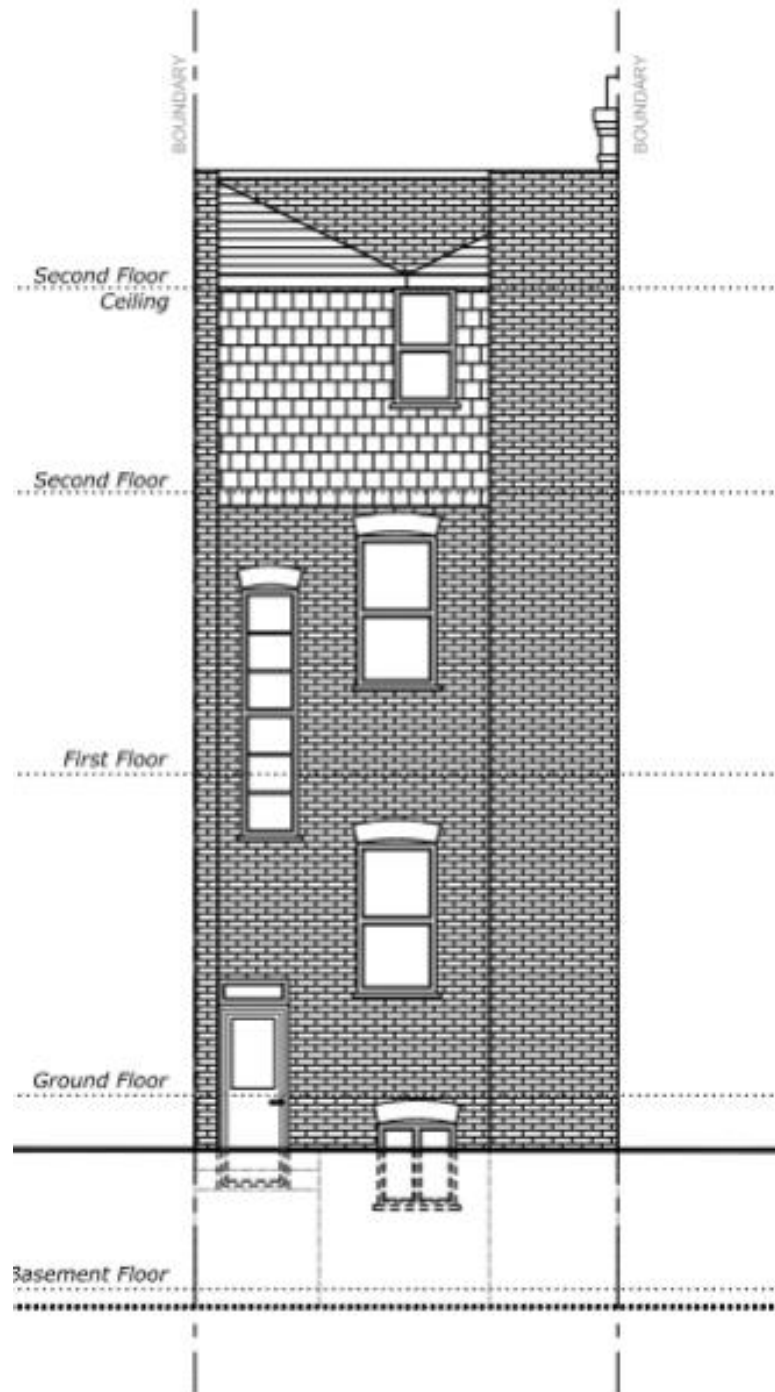 BOUNDARY
BOUNDARY
Second Floor
Ceiling
Second Floor
First Floor
Ground Floor
Basement Floor